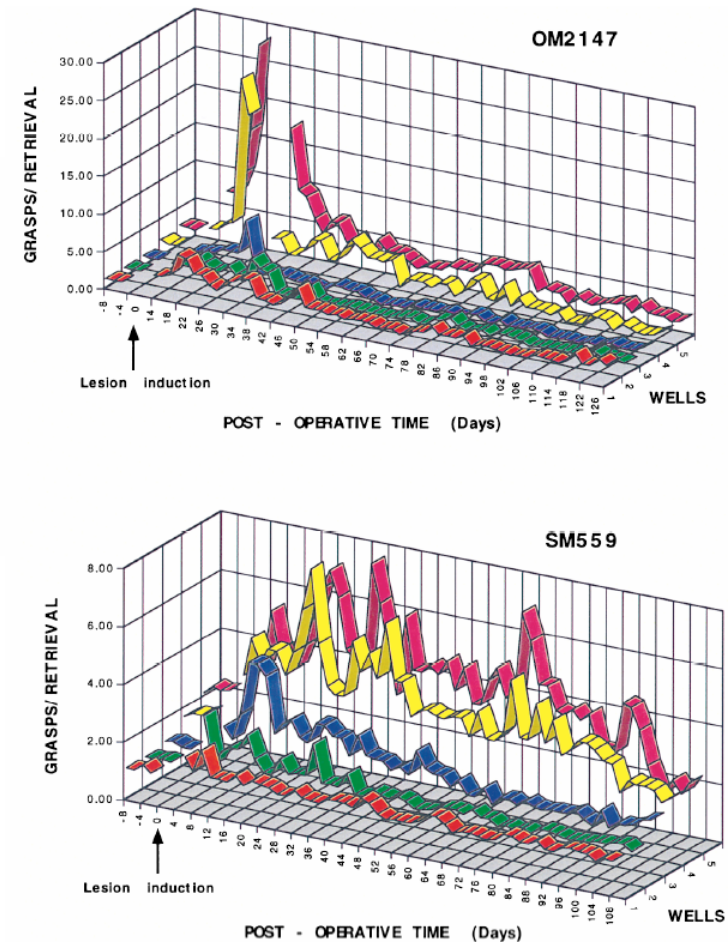 OM2147
GRASPS/ RETRIEVAL
30.00
25.00
20.00
15.00
10.00
5.00
0.00
-8 -4 0 14 18 22 26 30 34 38 42 46 50 54 58 62 66 70 74 78 82 86 90 94 98 102 106 110 114 118 122 126
1 2 3 4 5
WELLS
Lesion induction
POST - OPERATIVE TIME (Days)
SM559
GRASPS/ RETRIEVAL
8.00
6.00
4.00
2.00
0.00
-8 -4 0 4 8 12 16 20 24 28 32 36 40 44 48 52 56 60 64 68 72 76 80 84 88 92 96 100 104 108
1 2 3 4 5
WELLS
Lesion induction
POST - OPERATIVE TIME (Days)